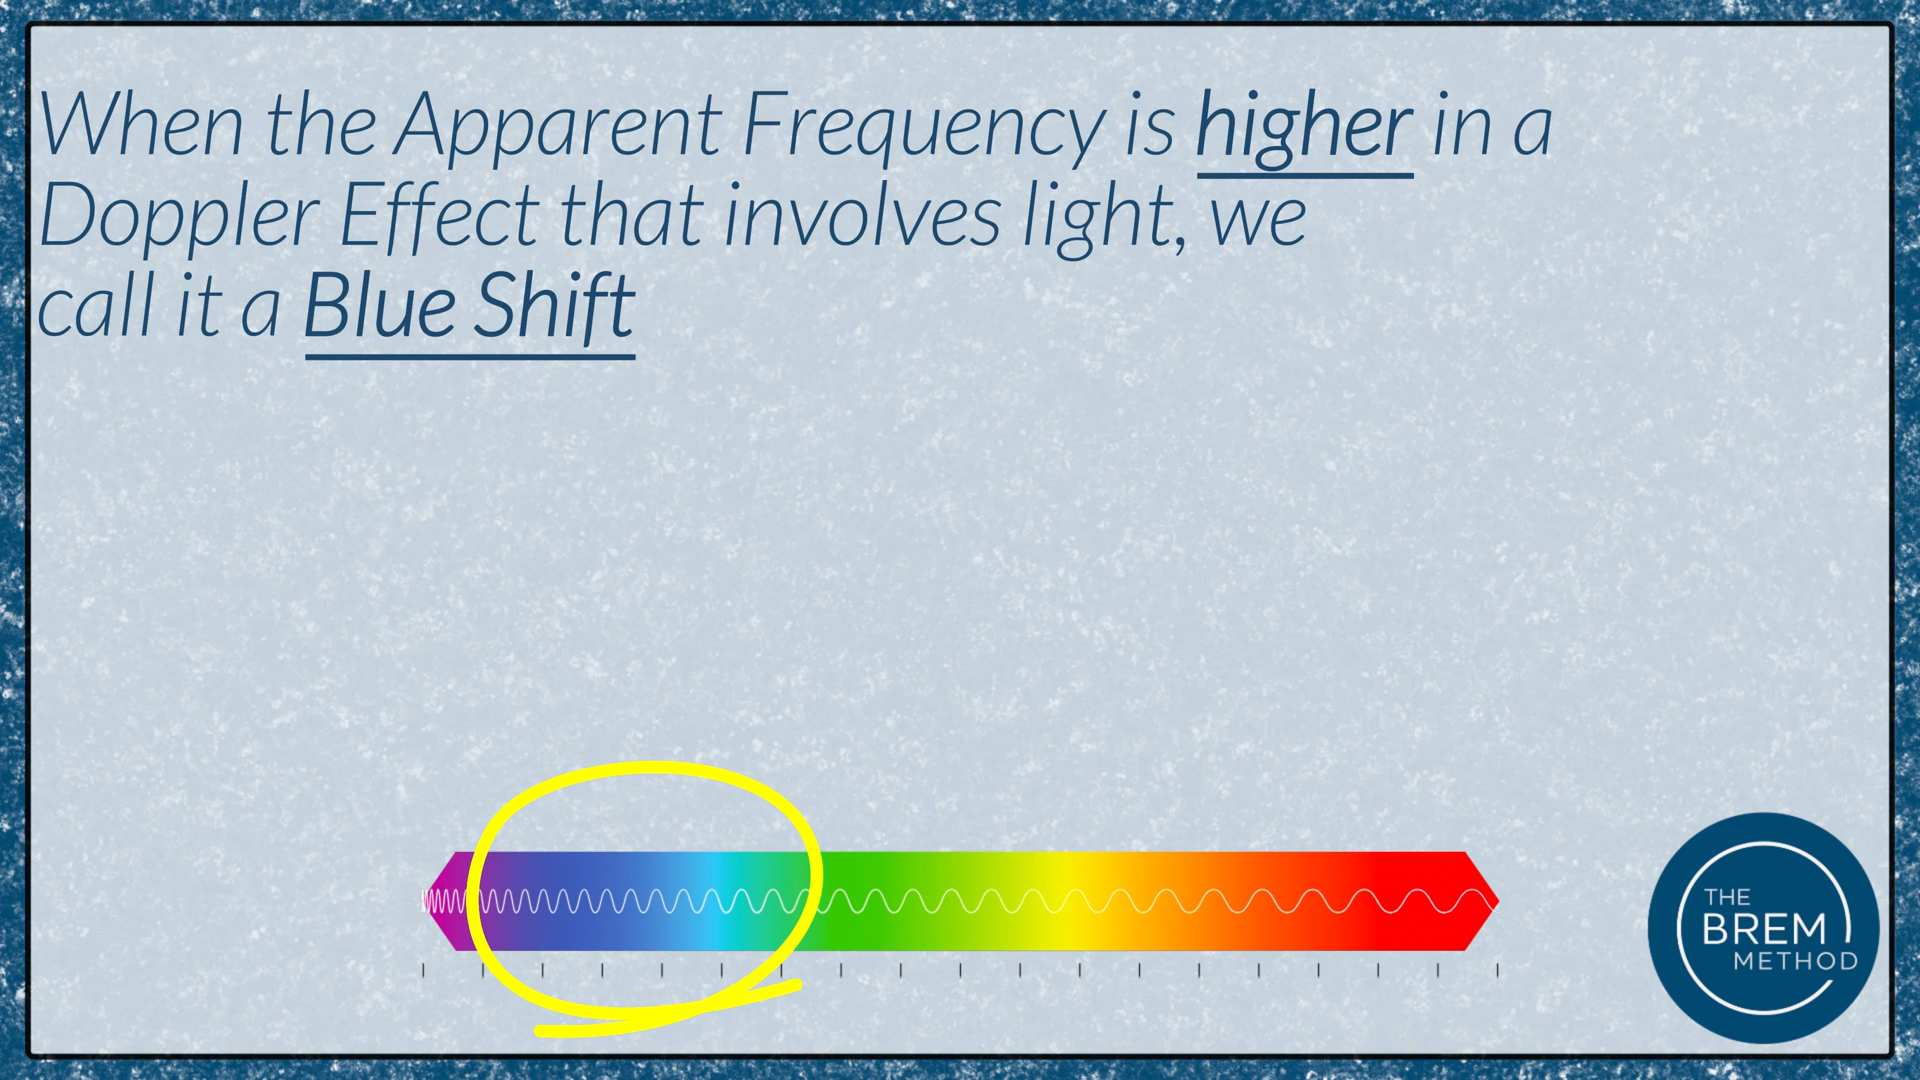 When the Apparent Frequency is higher in a
Doppler Effect that involves light, we
call it a Blue Shift
THE
BREM
METHOD